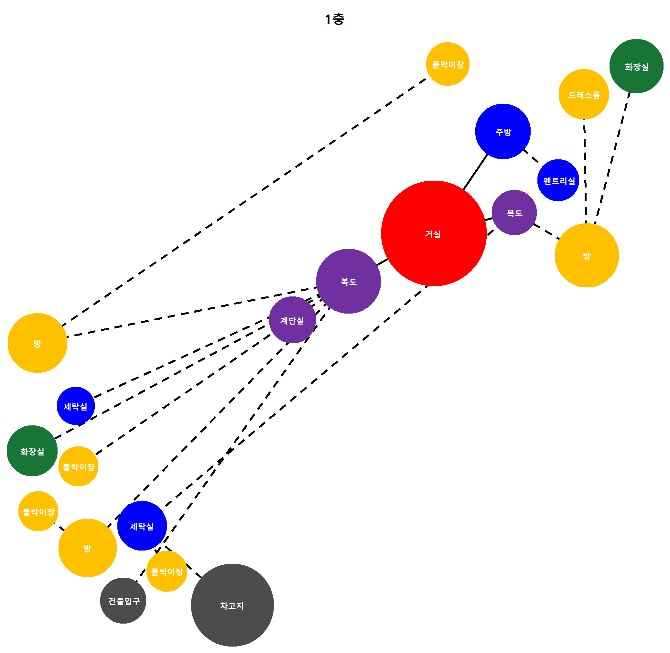 1층
붙박이장
화장실
드레스룸
주방
팬트리실
복도
거실
방
복도
계단실
방
세탁실
화장실
붙박이장
붙박이장
세탁실
방
붙박이장
건물입구
차고지